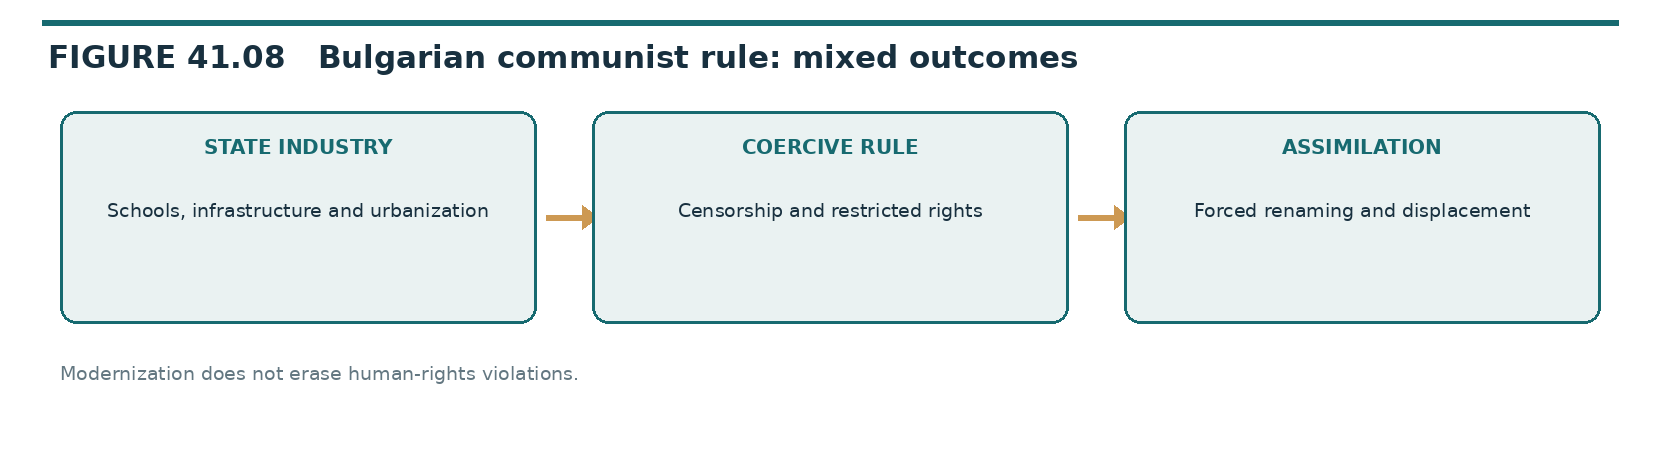 FIGURE 41.08 Bulgarian communist rule: mixed outcomes
STATE INDUSTRY
Schools, infrastructure and urbanization
COERCIVE RULE
Censorship and restricted rights
ASSIMILATION
Forced renaming and displacement
Modernization does not erase human-rights violations.